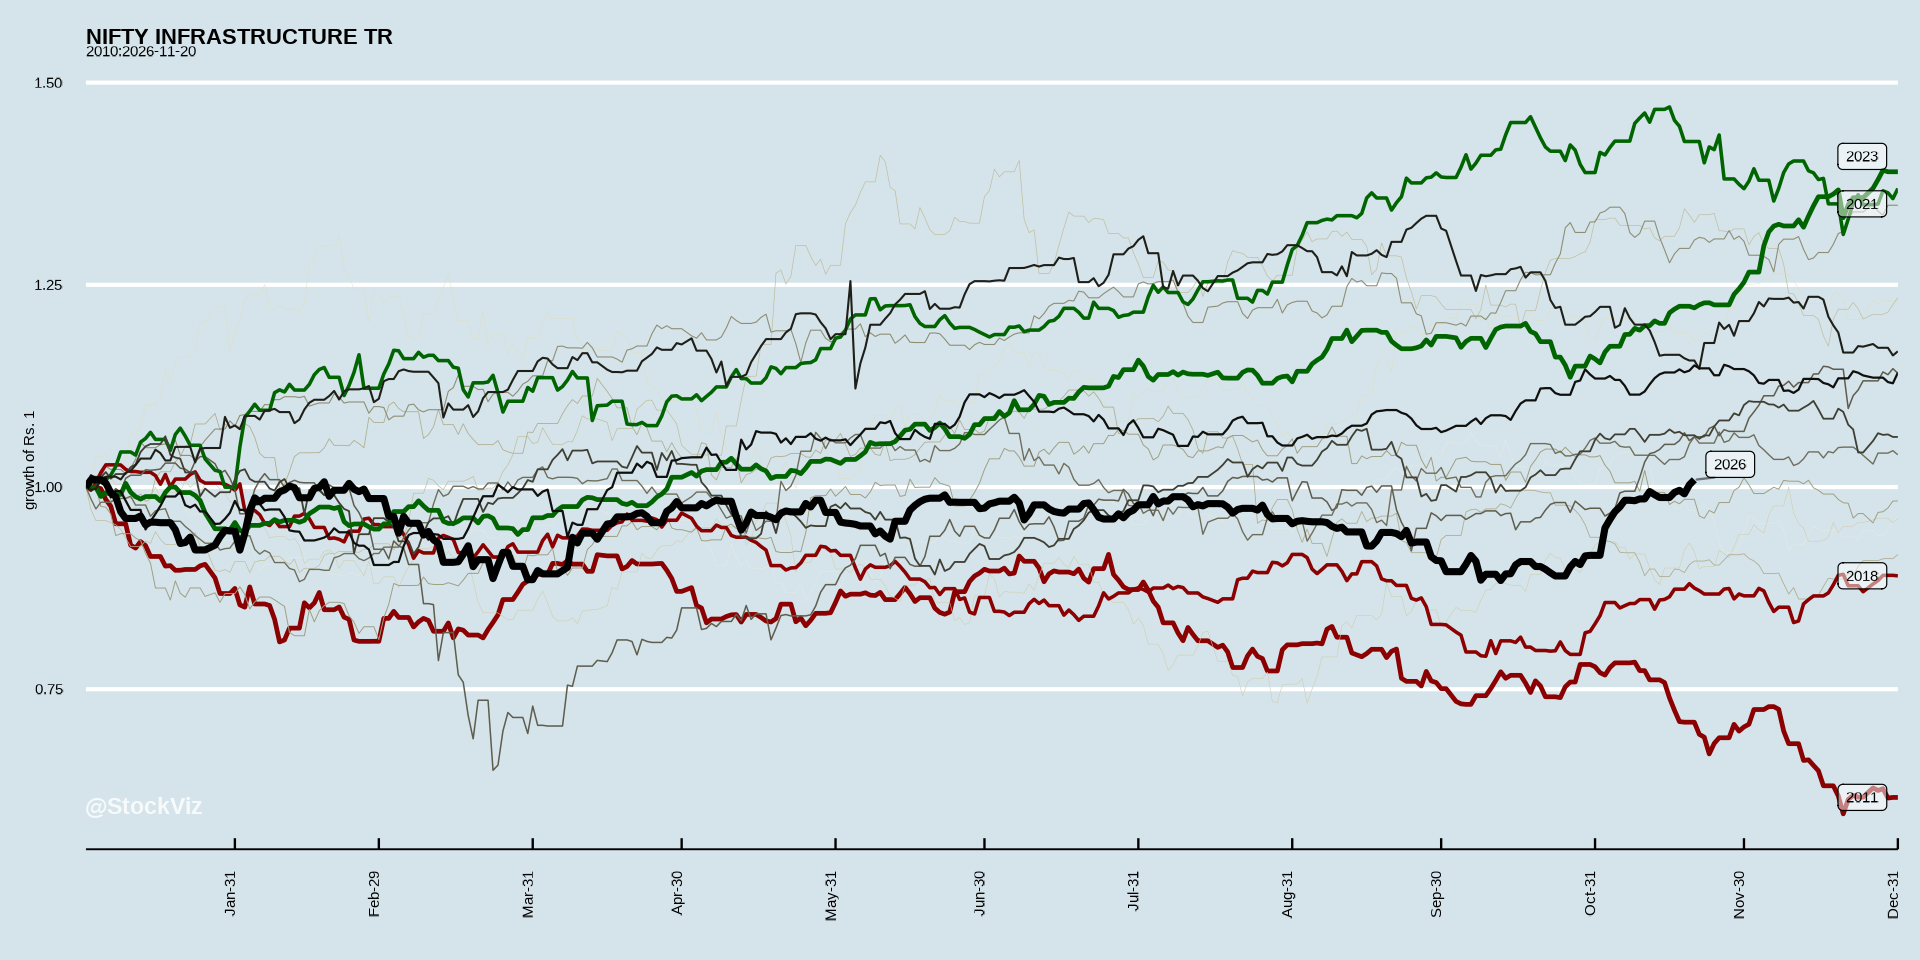 NIFTY INFRASTRUCTURE TR
2010:2026-11-20
growth of Rs. 1
1.50
1.25
1.00
0.75
2023
2021
2026
2018
2011
@StockViz
Jan-31
Feb-29
Mar-31
Apr-30
May-31
Jun-30
Jul-31
Aug-31
Sep-30
Oct-31
Nov-30
Dec-31